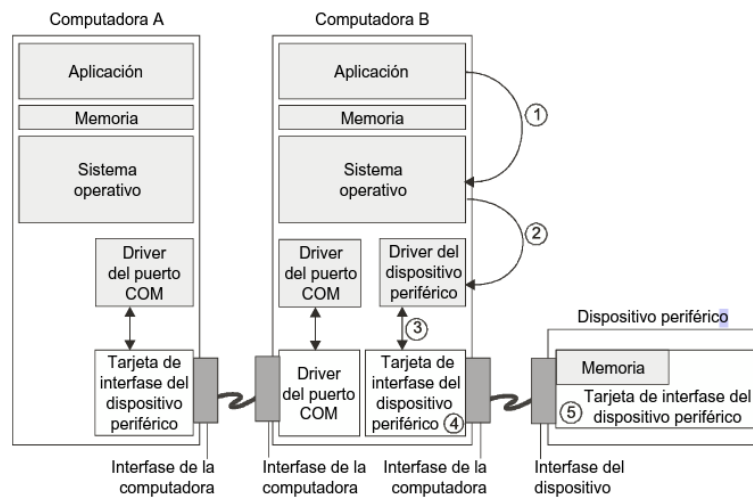 Computadora A
Computadora B
Aplicación
Memoria
Sistema
operativo
Driver
del puerto
COM
Tarjeta de
interfase del
dispositivo
periférico
Aplicación
Memoria
Sistema
operativo
1
2
Driver
del puerto
COM
Driver del
dispositivo
periférico
3
Driver
del puerto
COM
Tarjeta de
interfase del
dispositivo
periférico 4
Dispositivo periférico
Memoria
Tarjeta de interfase del
5 dispositivo periférico
Interfase de la
computadora
Interfase de la
computadora
Interfase de la
computadora
Interfase del
dispositivo